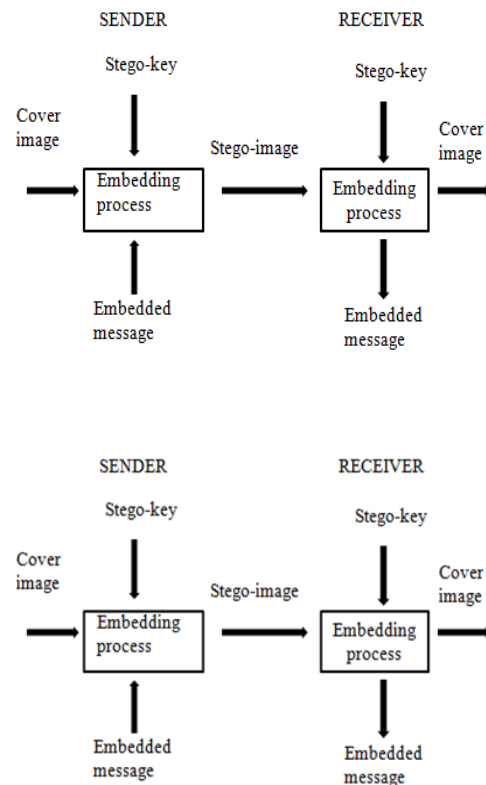 SENDER RECEIVER
Stego-key Stego-key
Cover
image
Stego-image
Cover
image
Embedding
process
Embedding
process
Embedded
message
Embedded
message
SENDER RECEIVER
Stego-key Stego-key
Cover
image
Stego-image
Cover
image
Embedding
process
Embedding
process
Embedded
message
Embedded
message